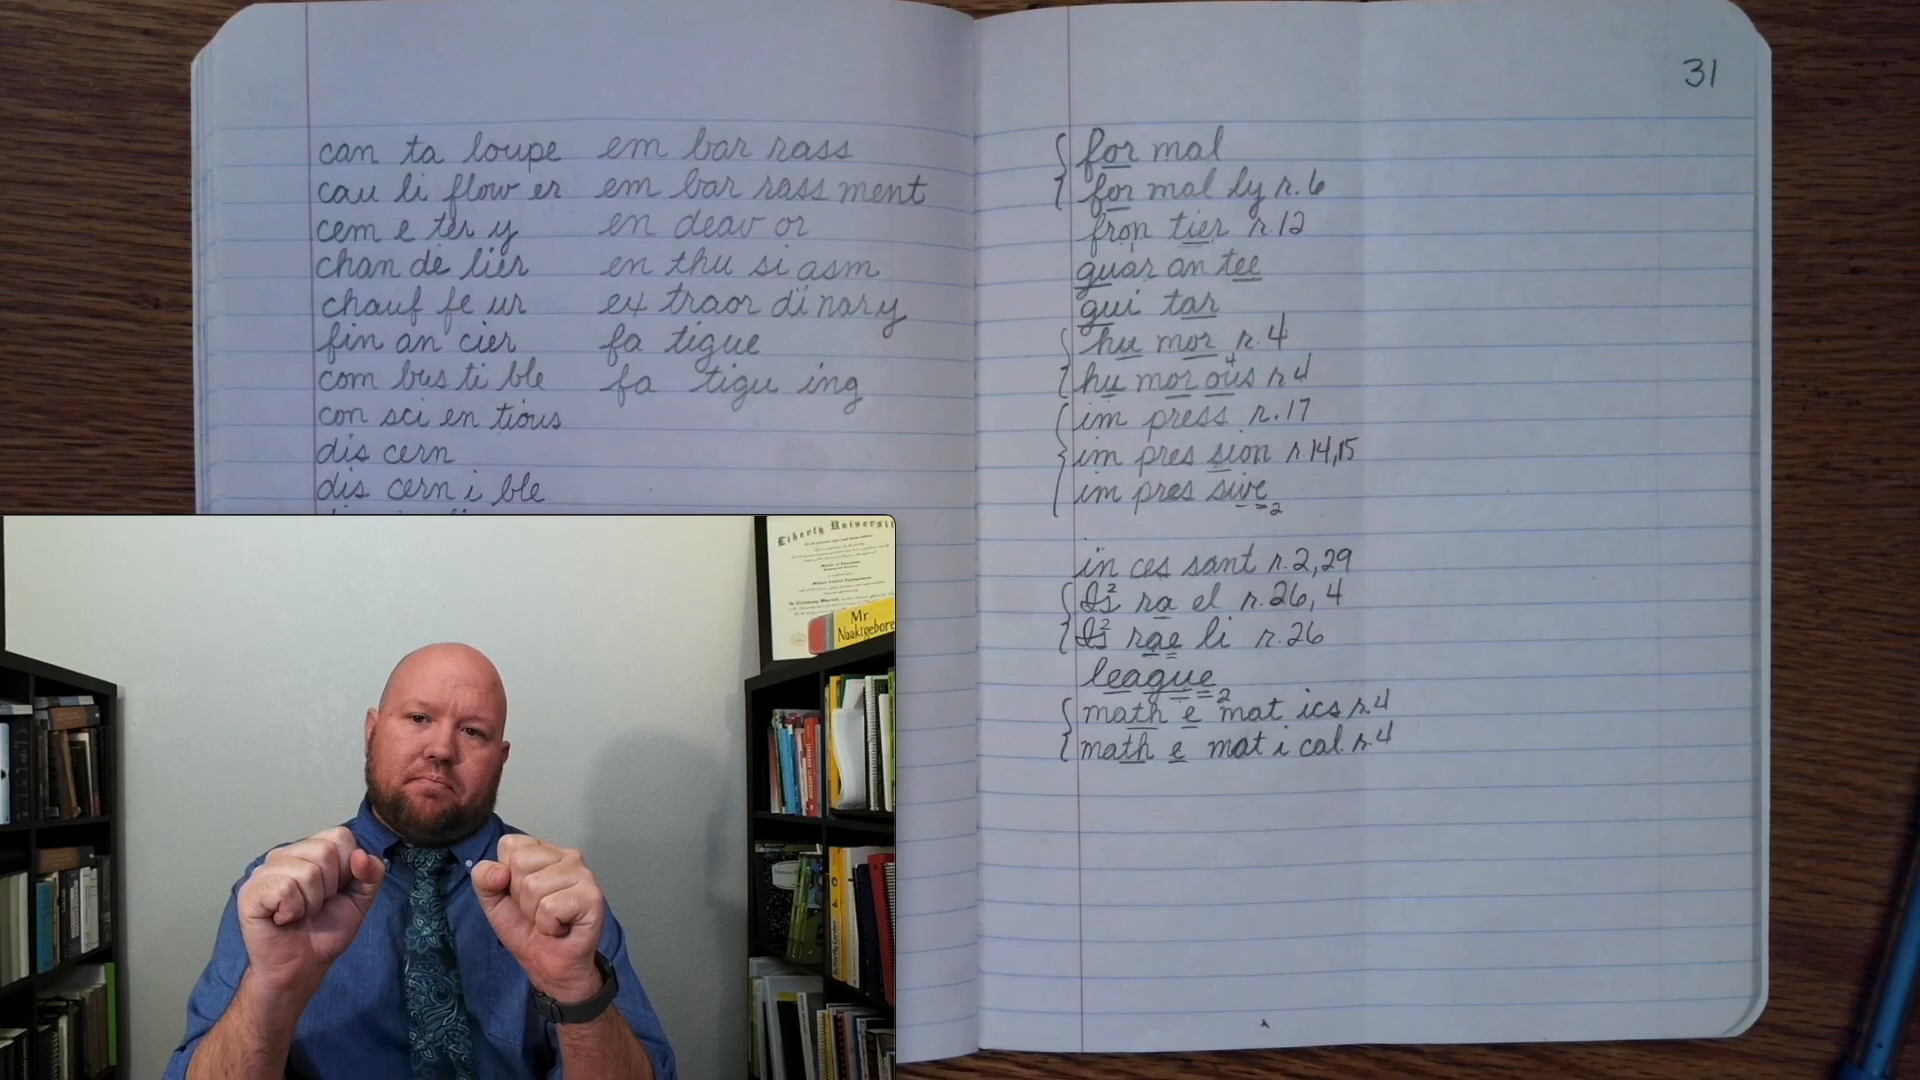 31
can ta loupe
cau li flow er
cem e ter y
chan de lier
chauf fe ur
fin an cier
com bus ti ble
con sci en tious
dis cern
dis cern i ble
em bar rass
em bar rass ment
en deav or
en thu si asm
ex traor di nary
fa tigue
fa tigu ing
for mal
for mal ly r.6
fron tier r.12
guar an tee
gui tar
hu mor r.4
hu mor ous r4
im press r.17
im pres sion r14,15
im pres sive 2
in ces sant r.2,29
Is ra el r.26, 4
Is rae li r.26
league 2
math e mat ics r.4
math e mat i cal r.4
Liberty University
Mr.
Naaktgebore